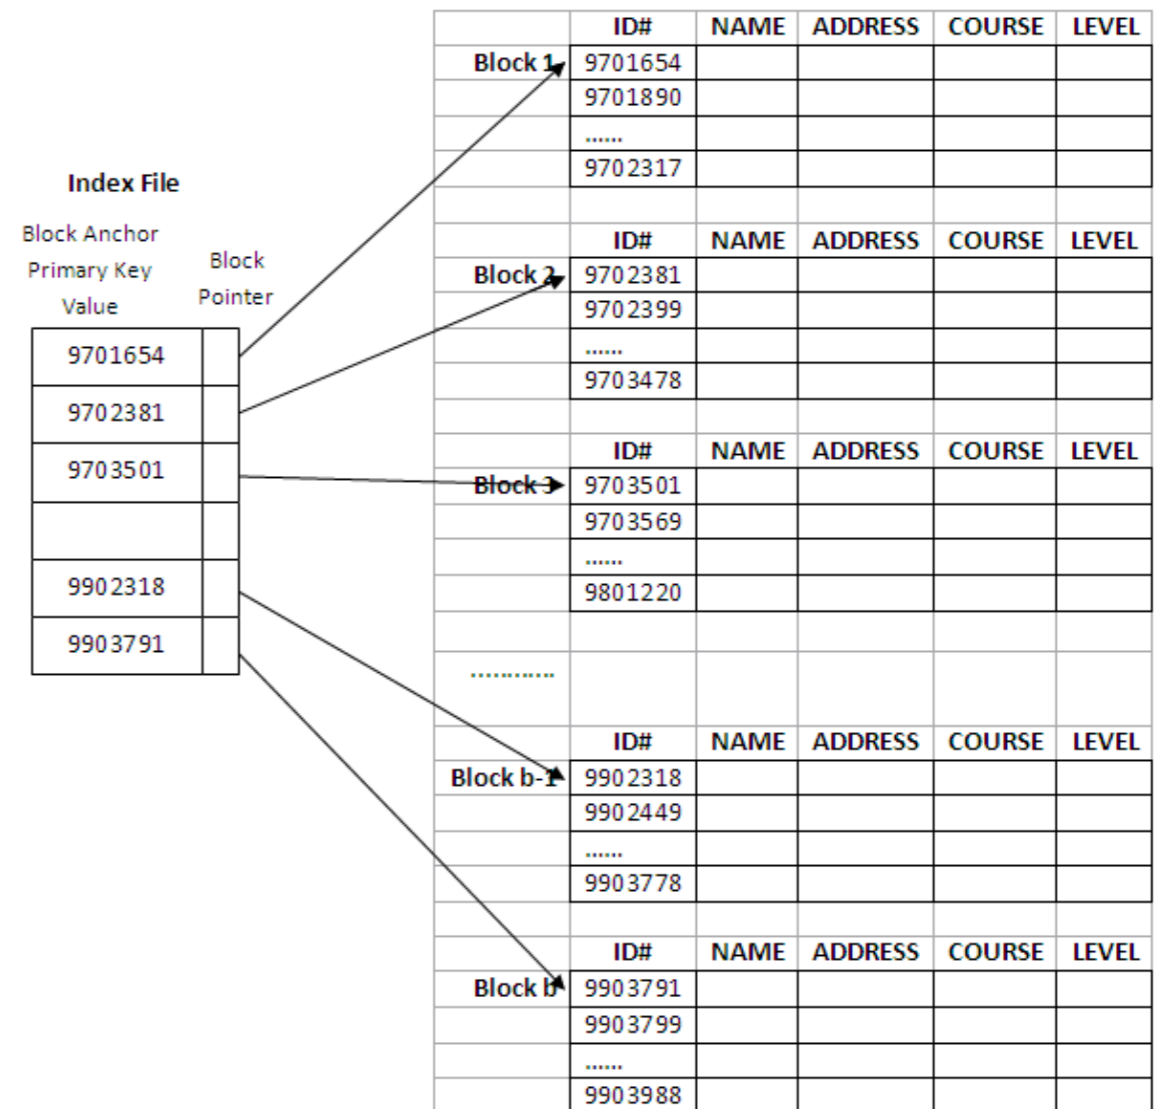 Index File
Block Anchor
Primary Key
Value
Block
Pointer
9701654
9702381
9703501
9902318
9903791
ID# NAME ADDRESS COURSE LEVEL
Block 1 9701654
9701890
......
9702317
ID# NAME ADDRESS COURSE LEVEL
Block 2 9702381
9702399
......
9703478
ID# NAME ADDRESS COURSE LEVEL
Block 3 9703501
9703569
......
9801220
............
ID# NAME ADDRESS COURSE LEVEL
Block b-1 9902318
9902449
......
9903778
ID# NAME ADDRESS COURSE LEVEL
Block b 9903791
9903799
......
9903988